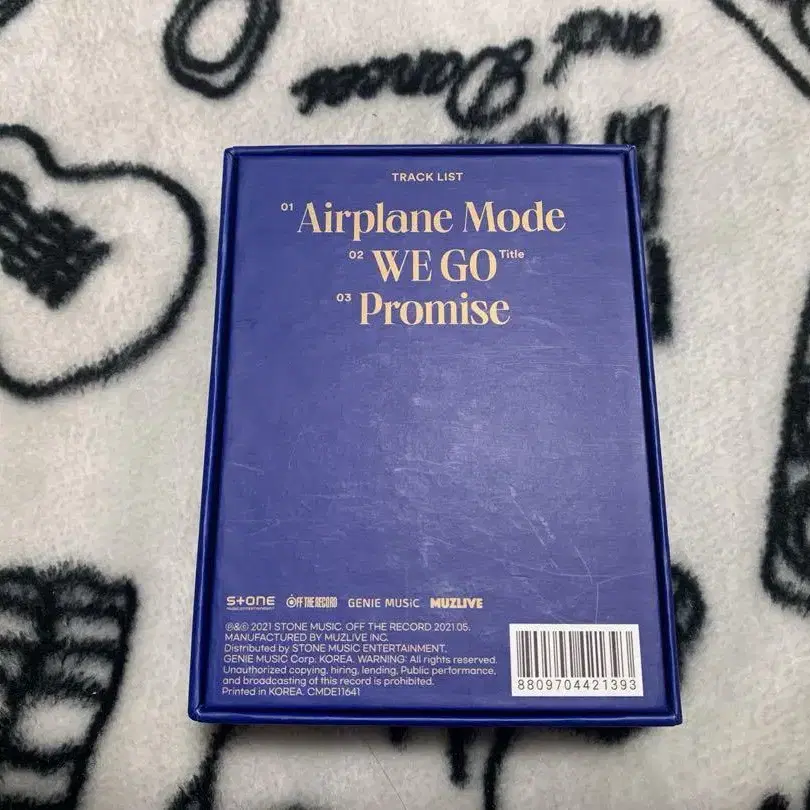 and Dances
TRACK LIST
01 Airplane Mode
02 WE GO Title
03 Promise
STONE
MUSIC ENTERTAINMENT
OFF THE RECORD GENIE MUSIC MUZLIVE
℗&© 2021 STONE MUSIC. OFF THE RECORD 2021.05.
MANUFACTURED BY MUZLIVE INC.
Distributed by STONE MUSIC ENTERTAINMENT,
GENIE MUSIC Corp. KOREA. WARNING: All rights reserved.
Unauthorized copying, hiring, lending, Public performance,
and broadcasting of this record is prohibited.
Printed in KOREA. CMDE11641
8809704421393